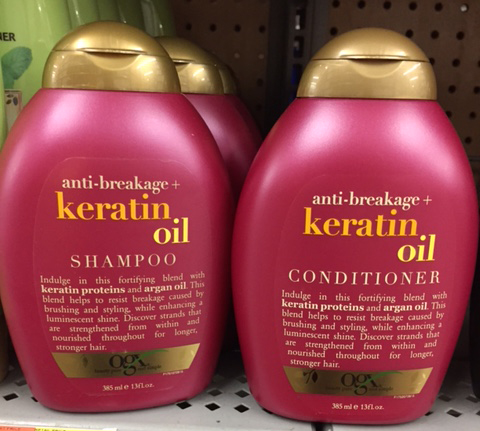 NER
anti-breakage +
keratin
oil
SHAMPOO
Indulge in this fortifying blend with
keratin proteins and argan oil. This
blend helps to resist breakage caused by
brushing and styling, while enhancing a
luminescent shine. Discover strands that
are strengthened from within and
nourished throughout for longer,
stronger hair.
ogx
385 ml e 13fl.oz.
anti-breakage +
keratin
oil
CONDITIONER
Indulge in this fortifying blend with
keratin proteins and argan oil. This
blend helps to resist breakage caused by
brushing and styling, while enhancing a
luminescent shine. Discover strands that
are strengthened from within and
nourished throughout for longer,
stronger hair.
ogx
385 ml e 13fl.oz.